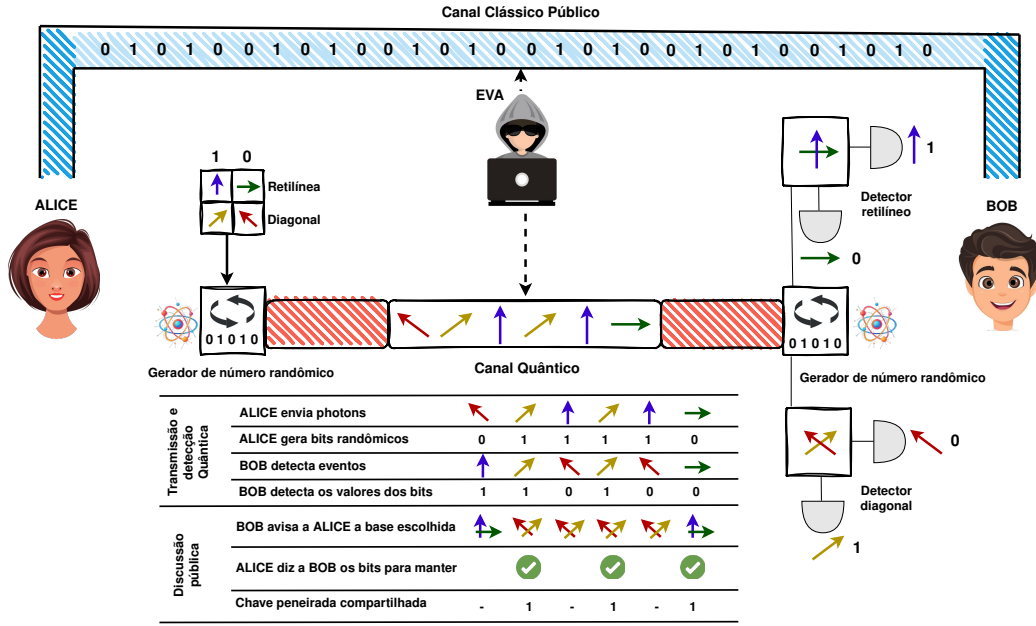 Canal Clássico Público
0 1 0 1 0 0 1 0 1 0 1 0 0 1 0 1 0 0 1 0 1 0 0 1 0 1 0
EVA
1 0
Retilínea
Diagonal
ALICE
1
Detector
retilíneo
BOB
0
0 1 0 1 0
0 1 0 1 0
Gerador de número randômico
Canal Quântico
Gerador de número randômico
Transmissão e
detecção
Quântica
ALICE envia photons
ALICE gera bits randômicos 0 1 1 1 1 0
BOB detecta eventos
BOB detecta os valores dos bits 1 1 0 1 0 0
0
Detector
diagonal
1
Discussão
pública
BOB avisa a ALICE a base escolhida
ALICE diz a BOB os bits para manter
Chave peneirada compartilhada - 1 - 1 - 1